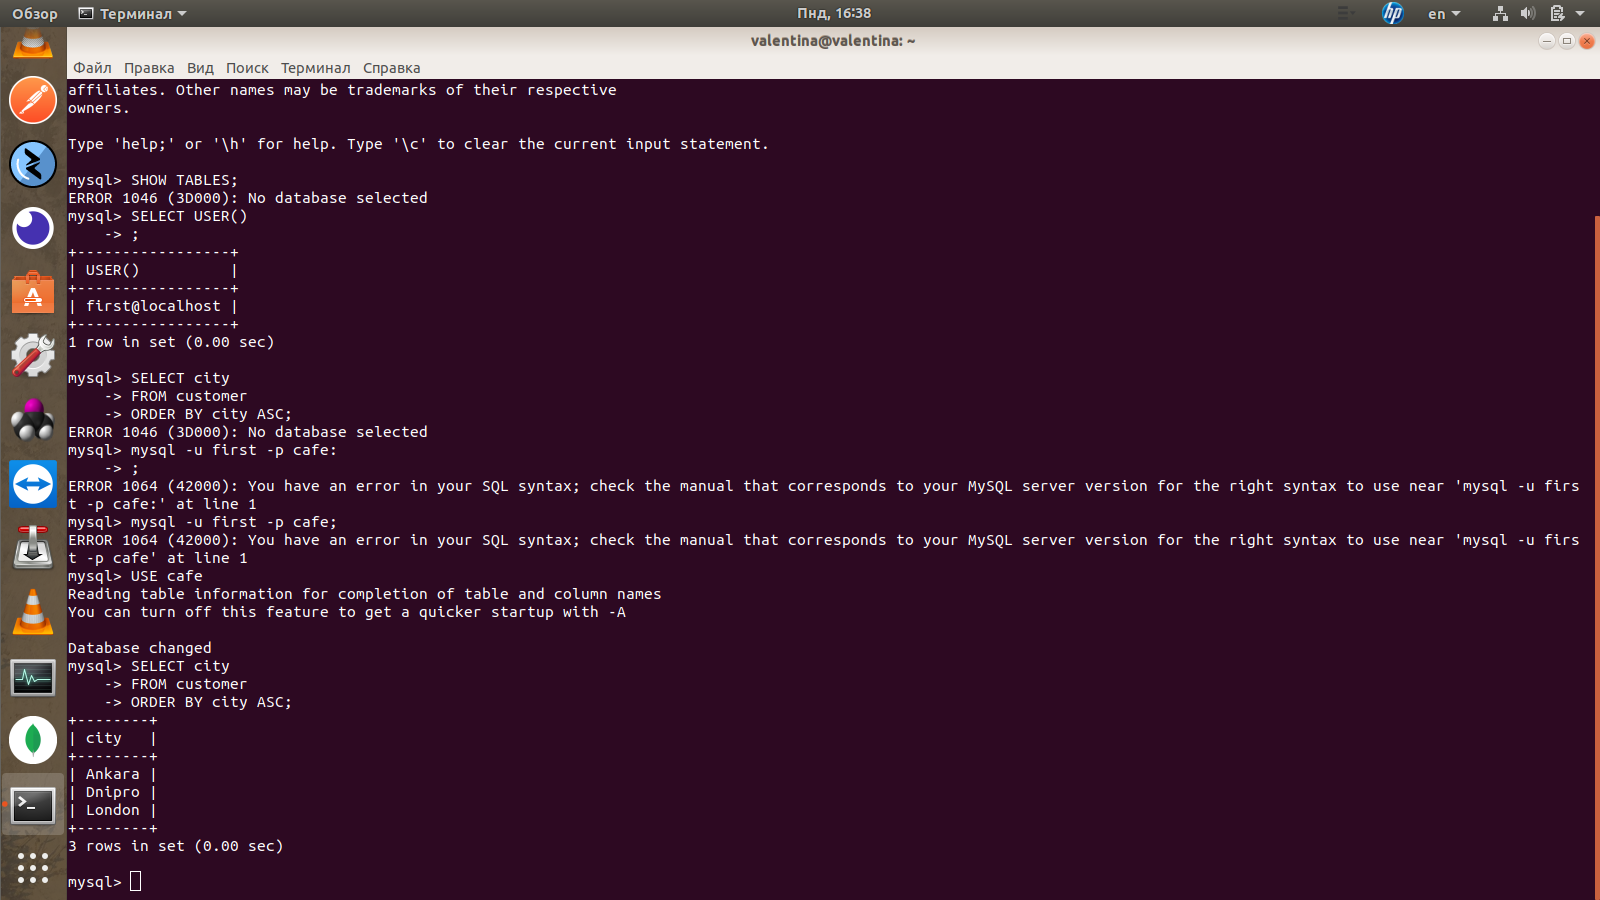 Обзор Терминал Пнд, 16:38 en
valentina@valentina: ~
Файл Правка Вид Поиск Терминал Справка
affiliates. Other names may be trademarks of their respective
owners.
Type 'help;' or '\h' for help. Type '\c' to clear the current input statement.
mysql> SHOW TABLES;
ERROR 1046 (3D000): No database selected
mysql> SELECT USER()
    -> ;
+-----------------+
| USER()          |
+-----------------+
| first@localhost |
+-----------------+
1 row in set (0.00 sec)
mysql> SELECT city
    -> FROM customer
    -> ORDER BY city ASC;
ERROR 1046 (3D000): No database selected
mysql> mysql -u first -p cafe:
    -> ;
ERROR 1064 (42000): You have an error in your SQL syntax; check the manual that corresponds to your MySQL server version for the right syntax to use near 'mysql -u firs
t -p cafe:' at line 1
mysql> mysql -u first -p cafe;
ERROR 1064 (42000): You have an error in your SQL syntax; check the manual that corresponds to your MySQL server version for the right syntax to use near 'mysql -u firs
t -p cafe' at line 1
mysql> USE cafe
Reading table information for completion of table and column names
You can turn off this feature to get a quicker startup with -A
Database changed
mysql> SELECT city
    -> FROM customer
    -> ORDER BY city ASC;
+--------+
| city   |
+--------+
| Ankara |
| Dnipro |
| London |
+--------+
3 rows in set (0.00 sec)
mysql>